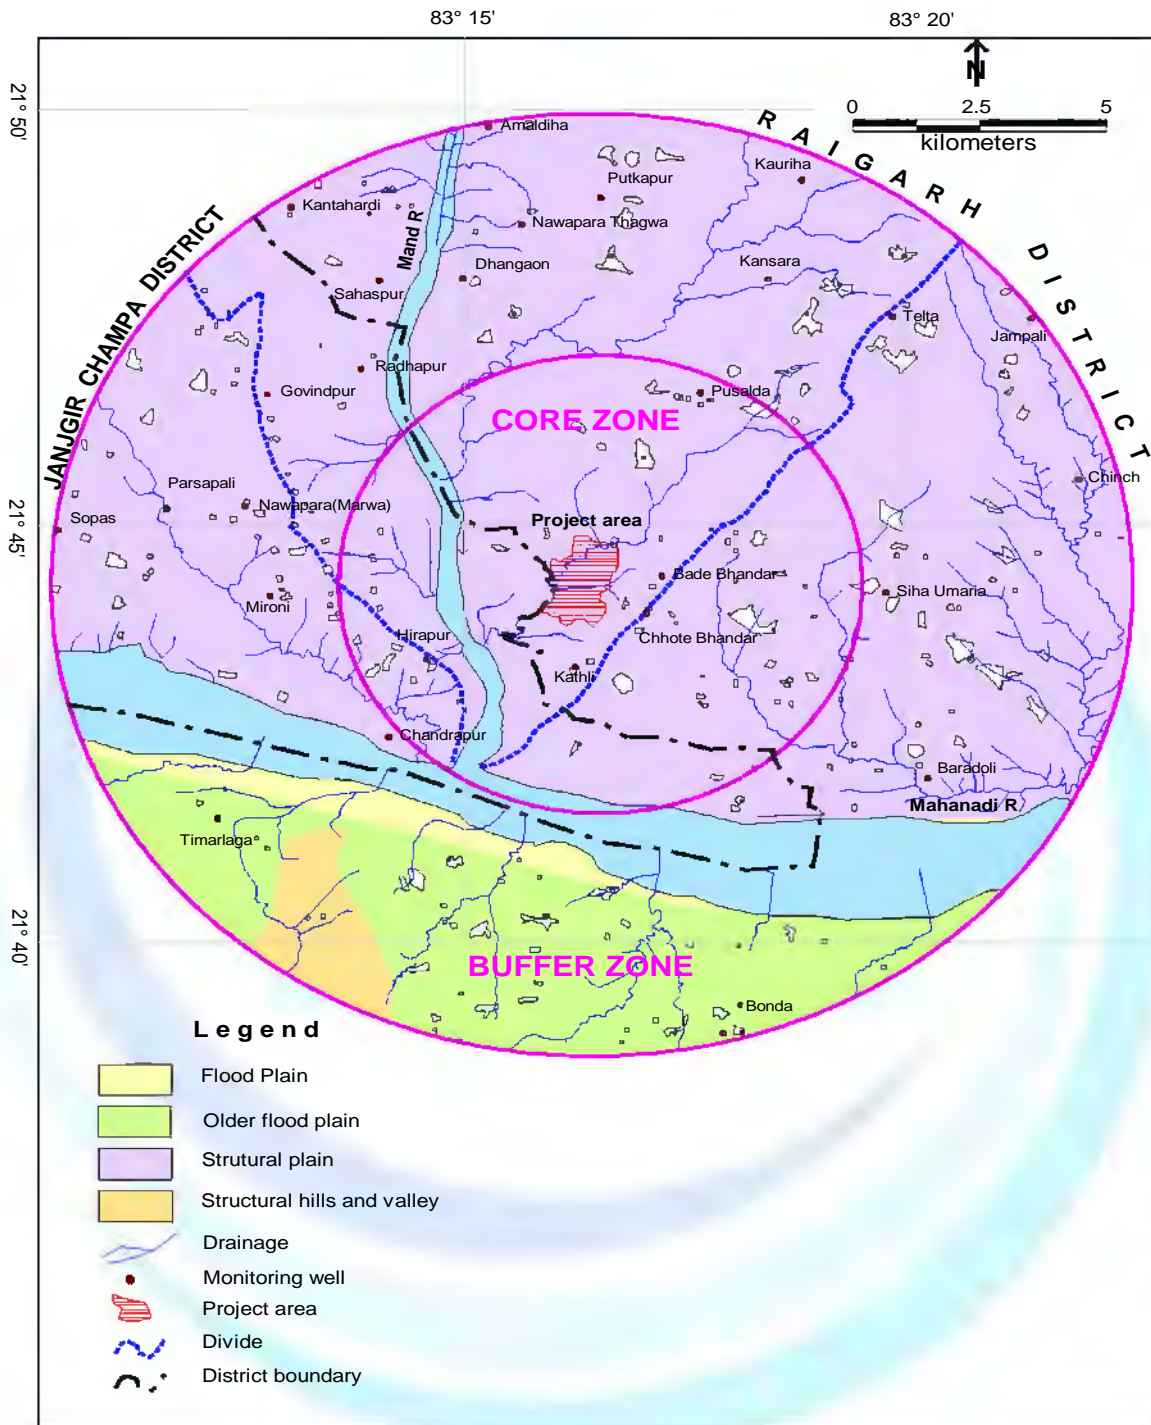 83° 15'
83° 20'
N
21° 50'
0 2.5 5
kilometers
RAIGARH DISTRICT
Amaldiha
Kauriha
Putkapur
Kantahardi
Nawapara Thagwa
Mand R
JANJGIR CHAMPA DISTRICT
Dhangaon
Kansara
Sahaspur
Telta
Jampali
Radhapur
Govindpur
Pusalda
CORE ZONE
Parsapali
Chinch
Nawapara(Marwa)
Sopas
Project area
21° 45'
Bade Bhandar
Siha Umaria
Mironi
Hirapur
Chhote Bhandar
Kathli
Chandrapur
Baradoli
Mahanadi R
Timarlaga
21° 40'
BUFFER ZONE
Bonda
Legend
Flood Plain
Older flood plain
Strutural plain
Structural hills and valley
Drainage
Monitoring well
Project area
Divide
District boundary